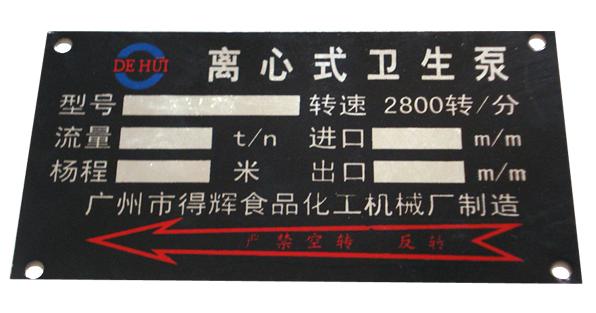 DE HUI 离心式卫生泵
型号 转速 2800转/分
流量 t/n 进口 m/m
杨程 米 出口 m/m
广州市得辉食品化工机械厂制造
严禁空转 反转